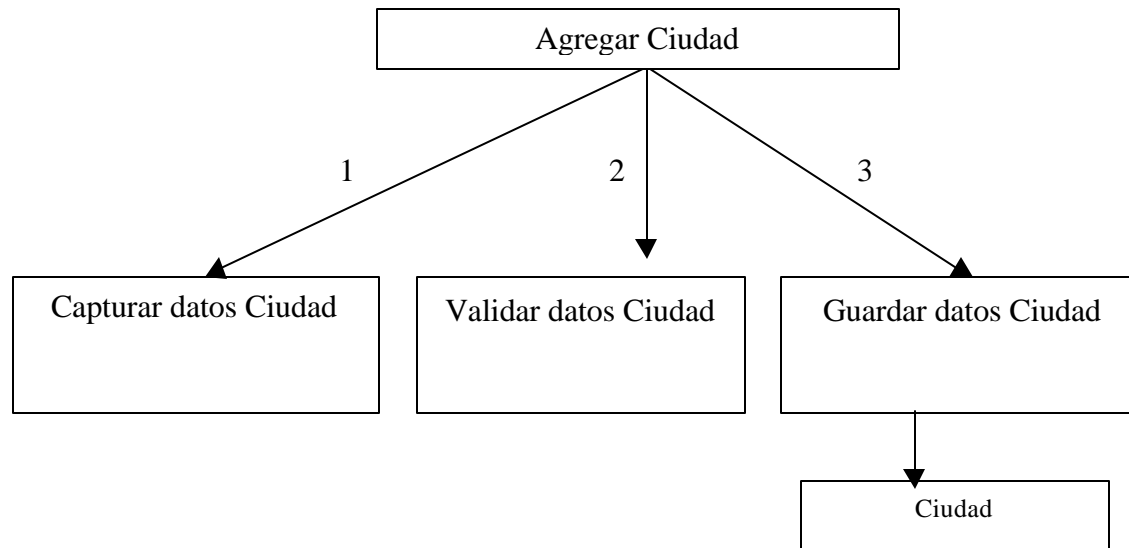 Agregar Ciudad
1
2
3
Capturar datos Ciudad
Validar datos Ciudad
Guardar datos Ciudad
Ciudad